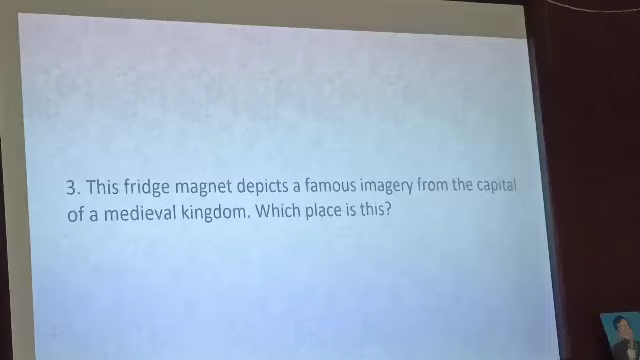 3. This fridge magnet depicts a famous imagery from the capital
of a medieval kingdom. Which place is this?